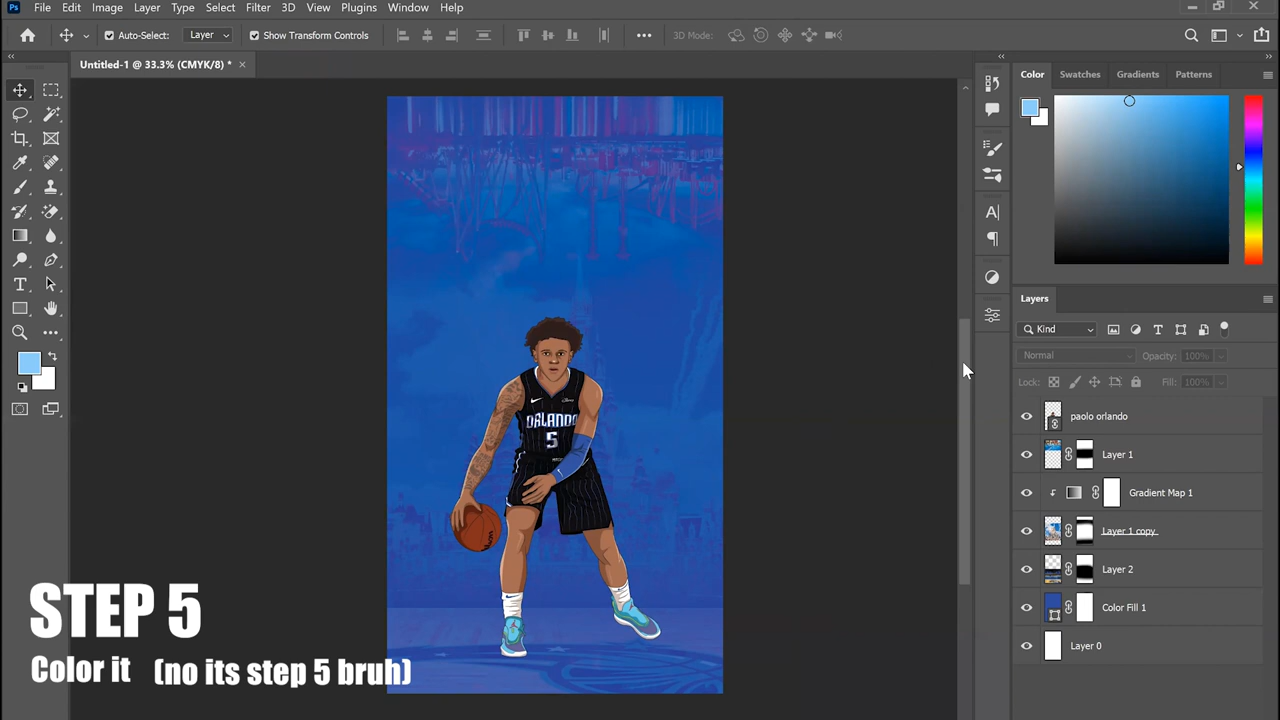 Ps File Edit Image Layer Type Select Filter 3D View Plugins Window Help
Auto-Select: Layer Show Transform Controls 3D Mode:
Untitled-1 @ 33.3% (CMYK/8) *
Color Swatches Gradients Patterns
Layers
Kind
Normal Opacity: 100%
Lock: Fill: 100%
paolo orlando
Layer 1
Gradient Map 1
Layer 1 copy
Layer 2
Color Fill 1
Layer 0
ORLANDO
5
STEP 5
Color it (no its step 5 bruh)